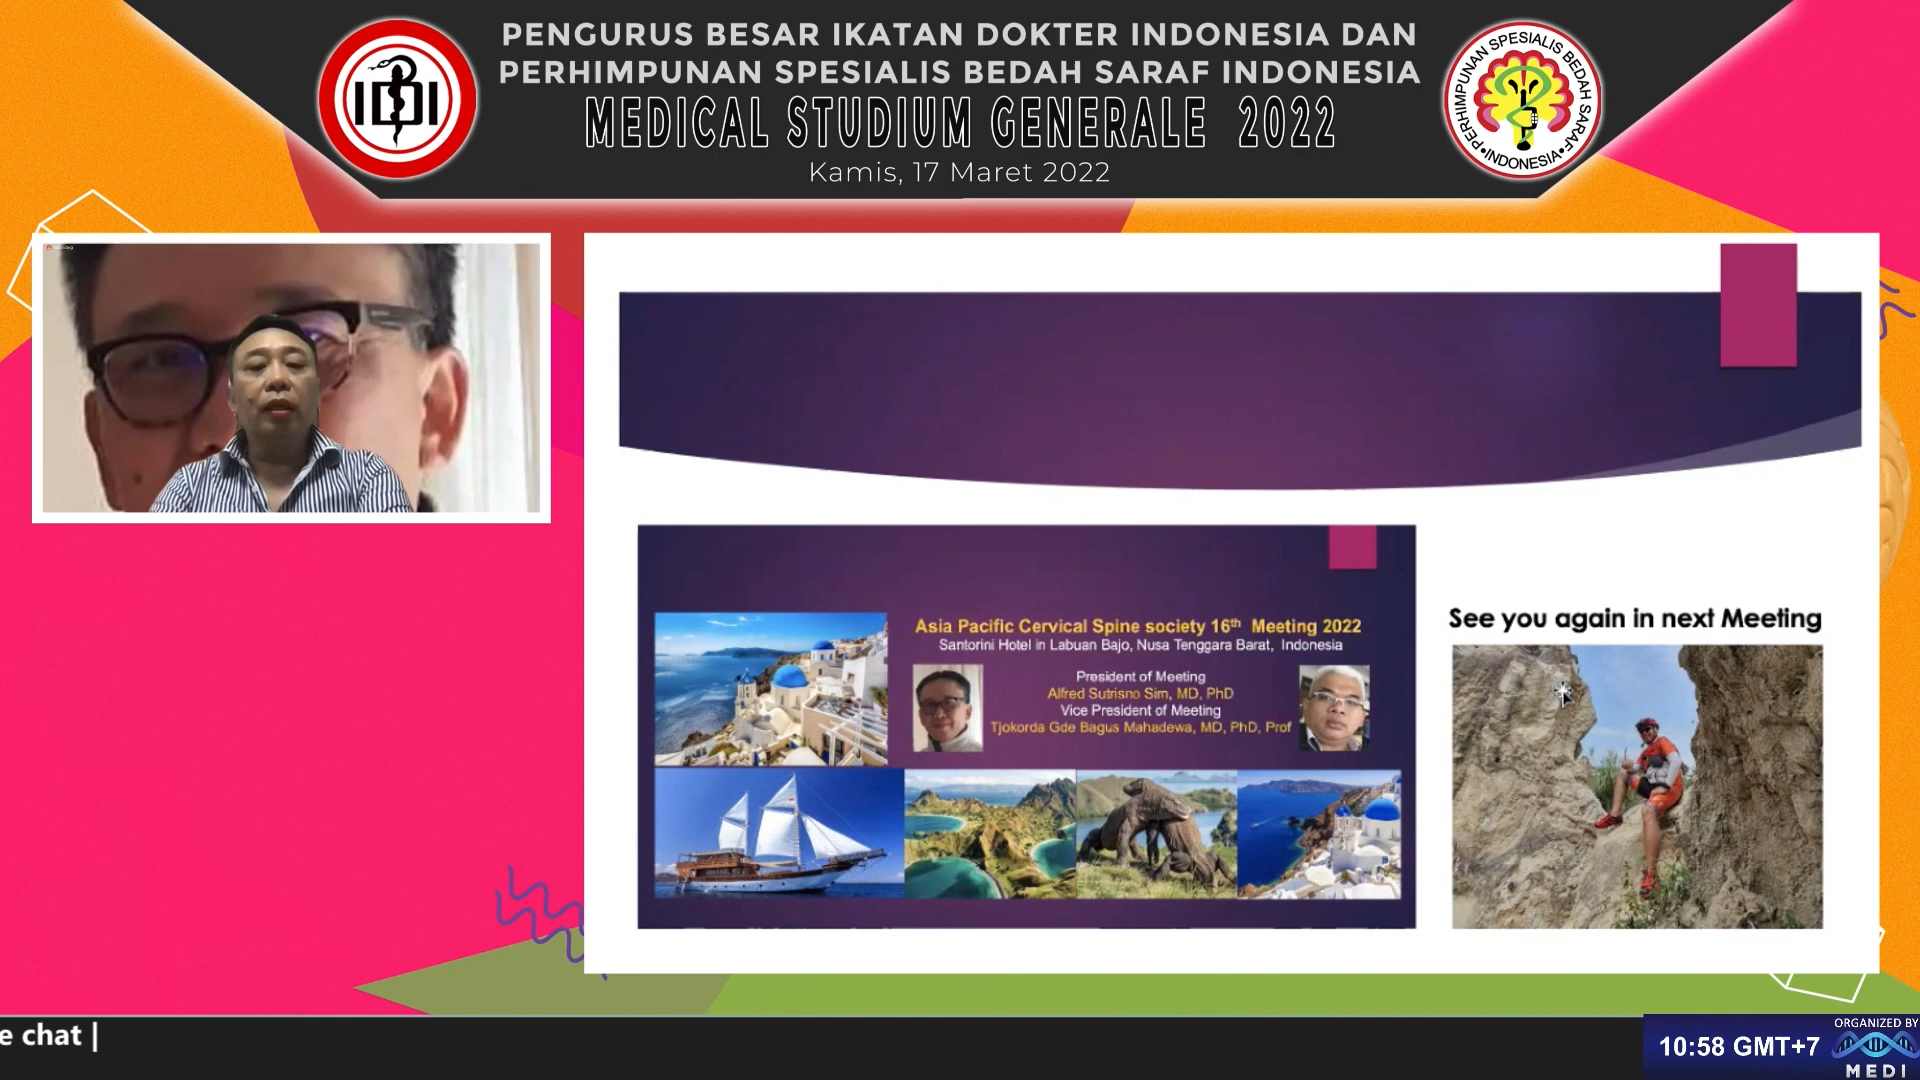 PENGURUS BESAR IKATAN DOKTER INDONESIA DAN
PERHIMPUNAN SPESIALIS BEDAH SARAF INDONESIA
MEDICAL STUDIUM GENERALE 2022
Kamis, 17 Maret 2022
IDI
PERHIMPUNAN SPESIALIS BEDAH SARAF
•INDONESIA•
Asia Pacific Cervical Spine society 16th Meeting 2022
Santorini Hotel in Labuan Bajo, Nusa Tenggara Barat, Indonesia
President of Meeting
Alfred Sutrisno Sim, MD, PhD
Vice President of Meeting
Tjokorda Gde Bagus Mahadewa, MD, PhD, Prof
See you again in next Meeting
e chat |
10:58 GMT+7
ORGANIZED BY
MEDI